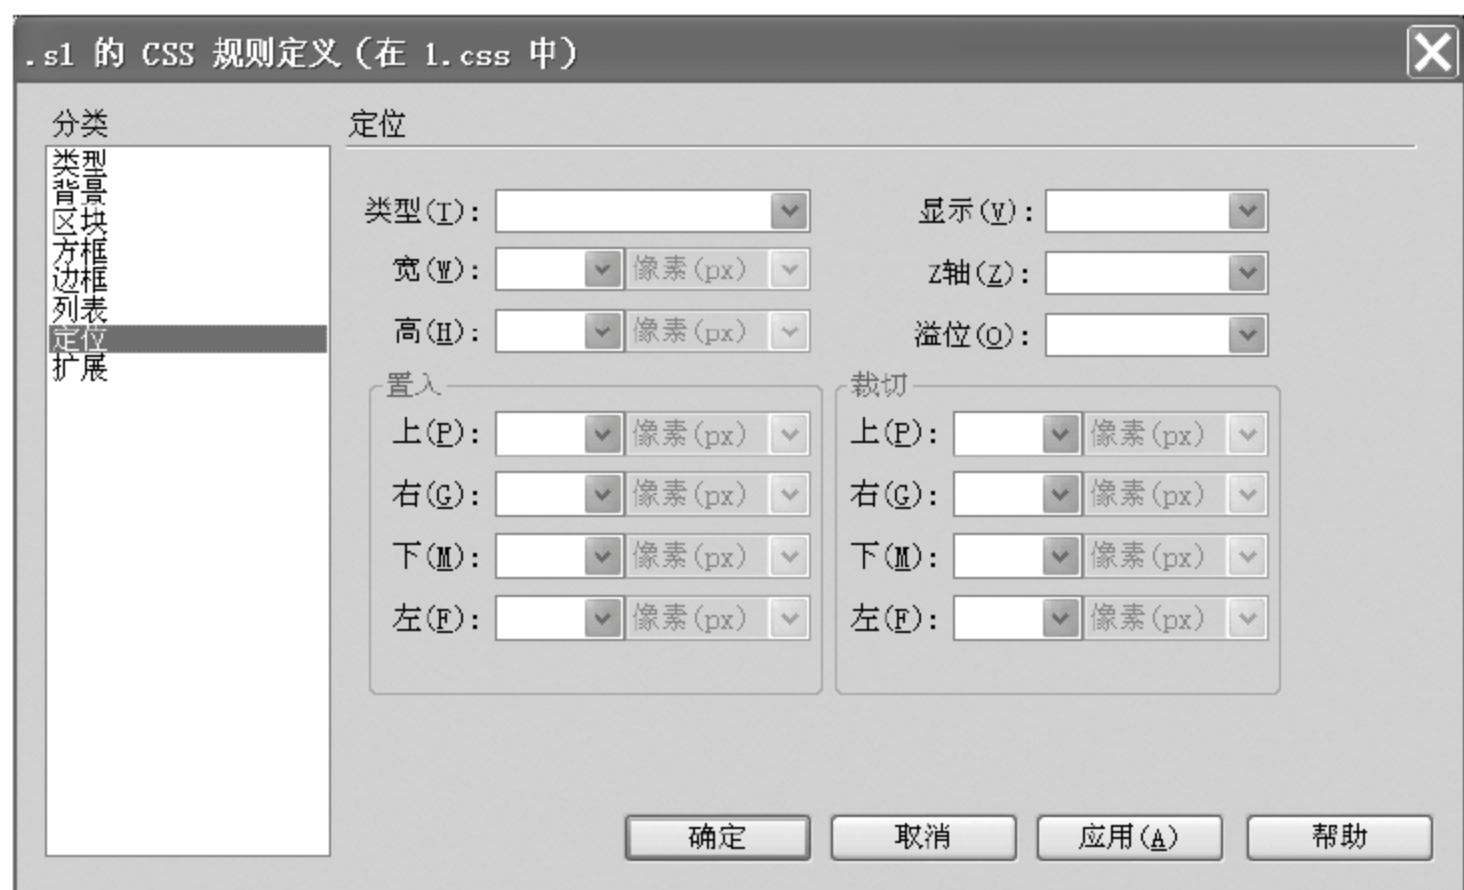 .s1 的 CSS 规则定义(在 1.css 中)
分类
类型
背景
区块
方框
边框
列表
定位
扩展
定位
类型(T): 显示(V):
宽(W): 像素(px) Z轴(Z):
高(H): 像素(px) 溢位(O):
置入 裁切
上(P): 像素(px) 上(P): 像素(px)
右(G): 像素(px) 右(G): 像素(px)
下(M): 像素(px) 下(M): 像素(px)
左(F): 像素(px) 左(F): 像素(px)
确定 取消 应用(A) 帮助